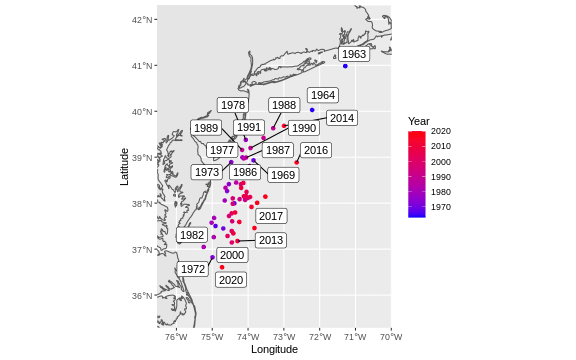 42°N
41°N
40°N
39°N
38°N
37°N
36°N
Latitude
1963
1964
1978
1988
2014
1989
1991
1990
1977
1987
2016
1973
1986
1969
2017
1982
2013
2000
1972
2020
76°W
75°W
74°W
73°W
72°W
71°W
70°W
Longitude
Year
2020
2010
2000
1990
1980
1970